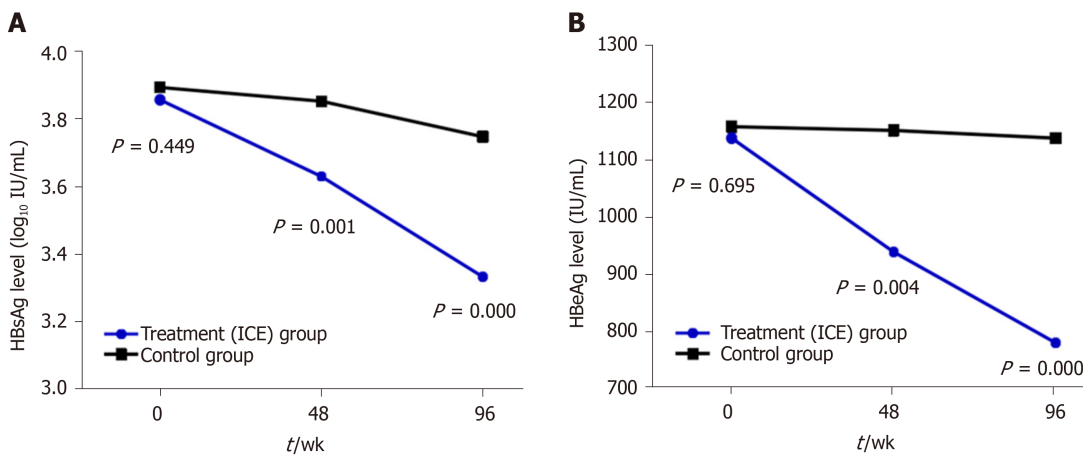 A
HBsAg level (log10 IU/mL)
4.0
3.8
3.6
3.4
3.2
3.0
P = 0.449
P = 0.001
P = 0.000
Treatment (ICE) group
Control group
0 48 96
t/wk
B
HBeAg level (IU/mL)
1300
1200
1100
1000
900
800
700
P = 0.695
P = 0.004
P = 0.000
Treatment (ICE) group
Control group
0 48 96
t/wk